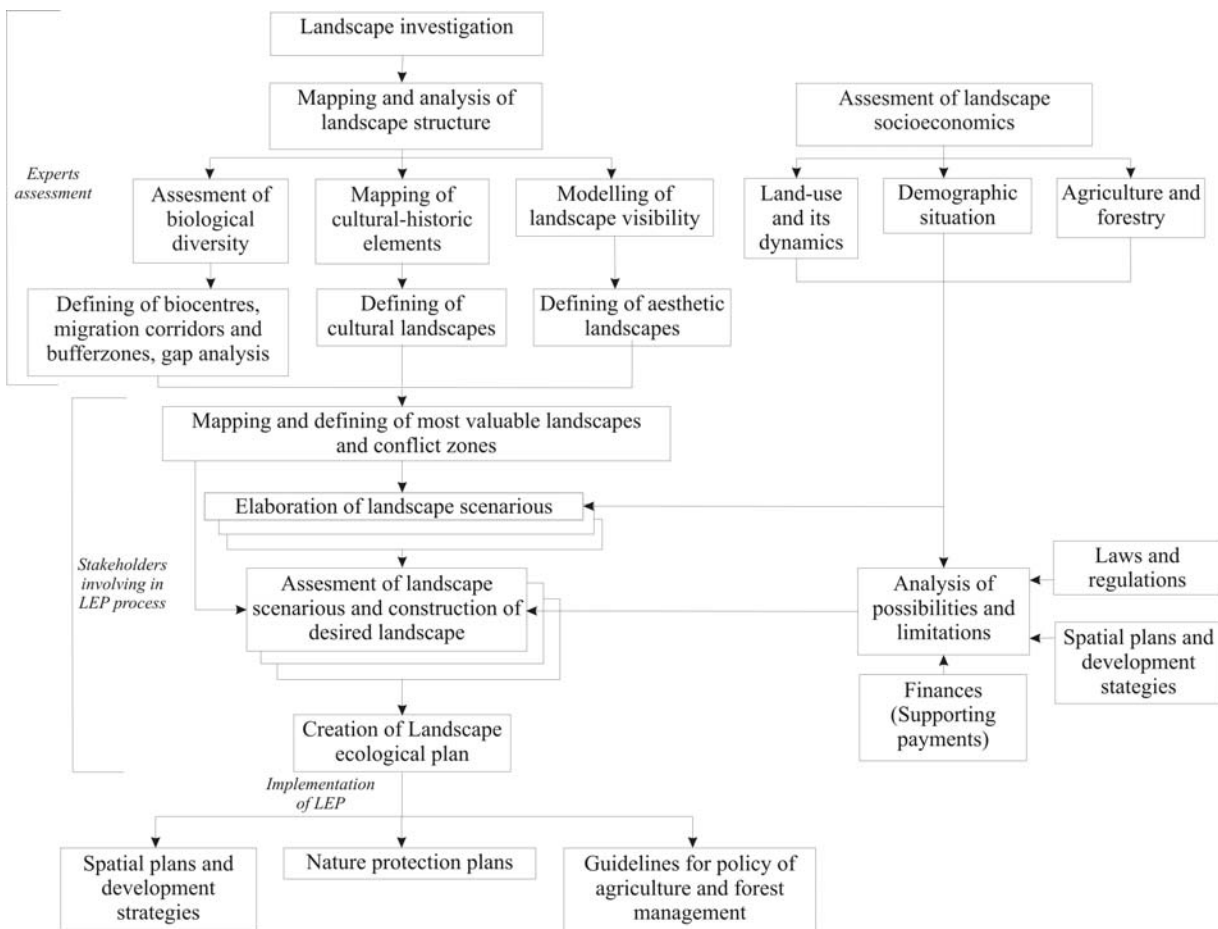 Landscape investigation
Mapping and analysis of
landscape structure
Assesment of landscape
socioeconomics
Experts
assessment
Assesment of
biological
diversity
Mapping of
cultural-historic
elements
Modelling of
landscape visibility
Land-use
and its
dynamics
Demographic
situation
Agriculture and
forestry
Defining of biocentres,
migration corridors and
bufferzones, gap analysis
Defining of
cultural landscapes
Defining of aesthetic
landscapes
Mapping and defining of most valuable landscapes
and conflict zones
Elaboration of landscape scenarious
Stakeholders
involving in
LEP process
Assesment of landscape
scenarious and construction of
desired landscape
Analysis of
possibilities and
limitations
Laws and
regulations
Spatial plans and
development
stategies
Finances
(Supporting
payments)
Creation of Landscape
ecological plan
Implementation
of LEP
Spatial plans and
development
strategies
Nature protection plans
Guidelines for policy of
agriculture and forest
management